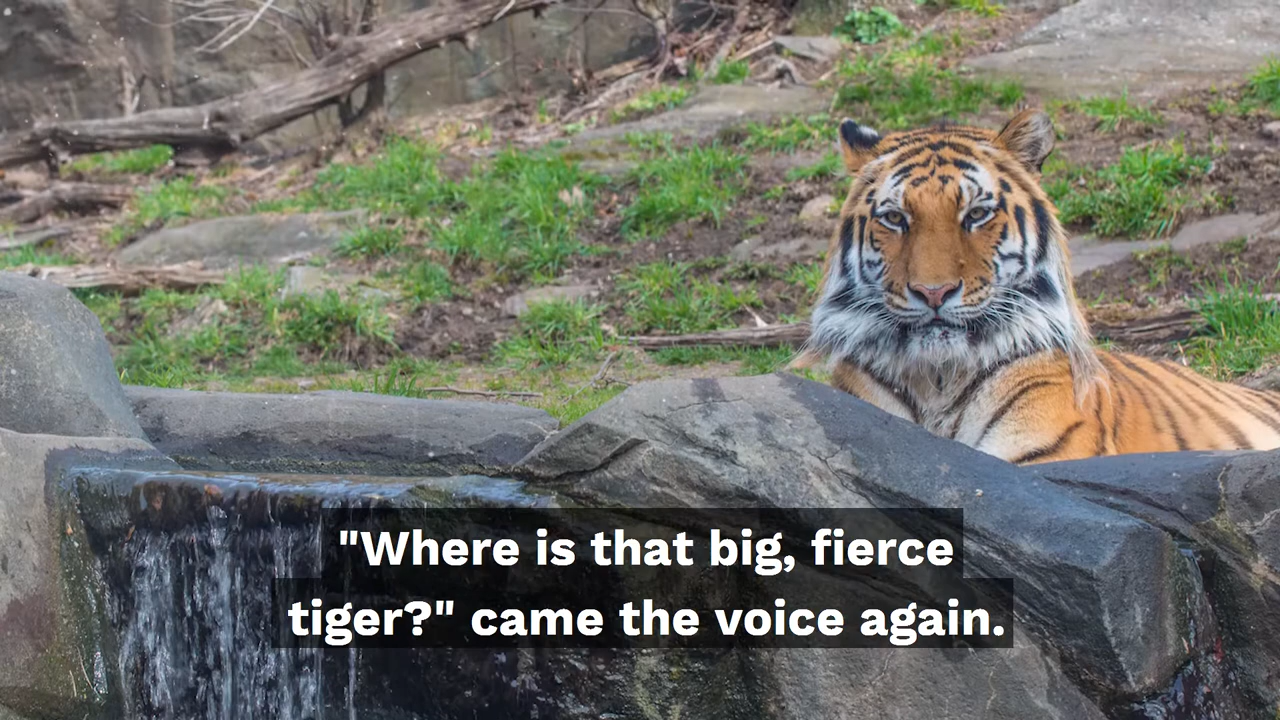 "Where is that big, fierce
tiger?" came the voice again.